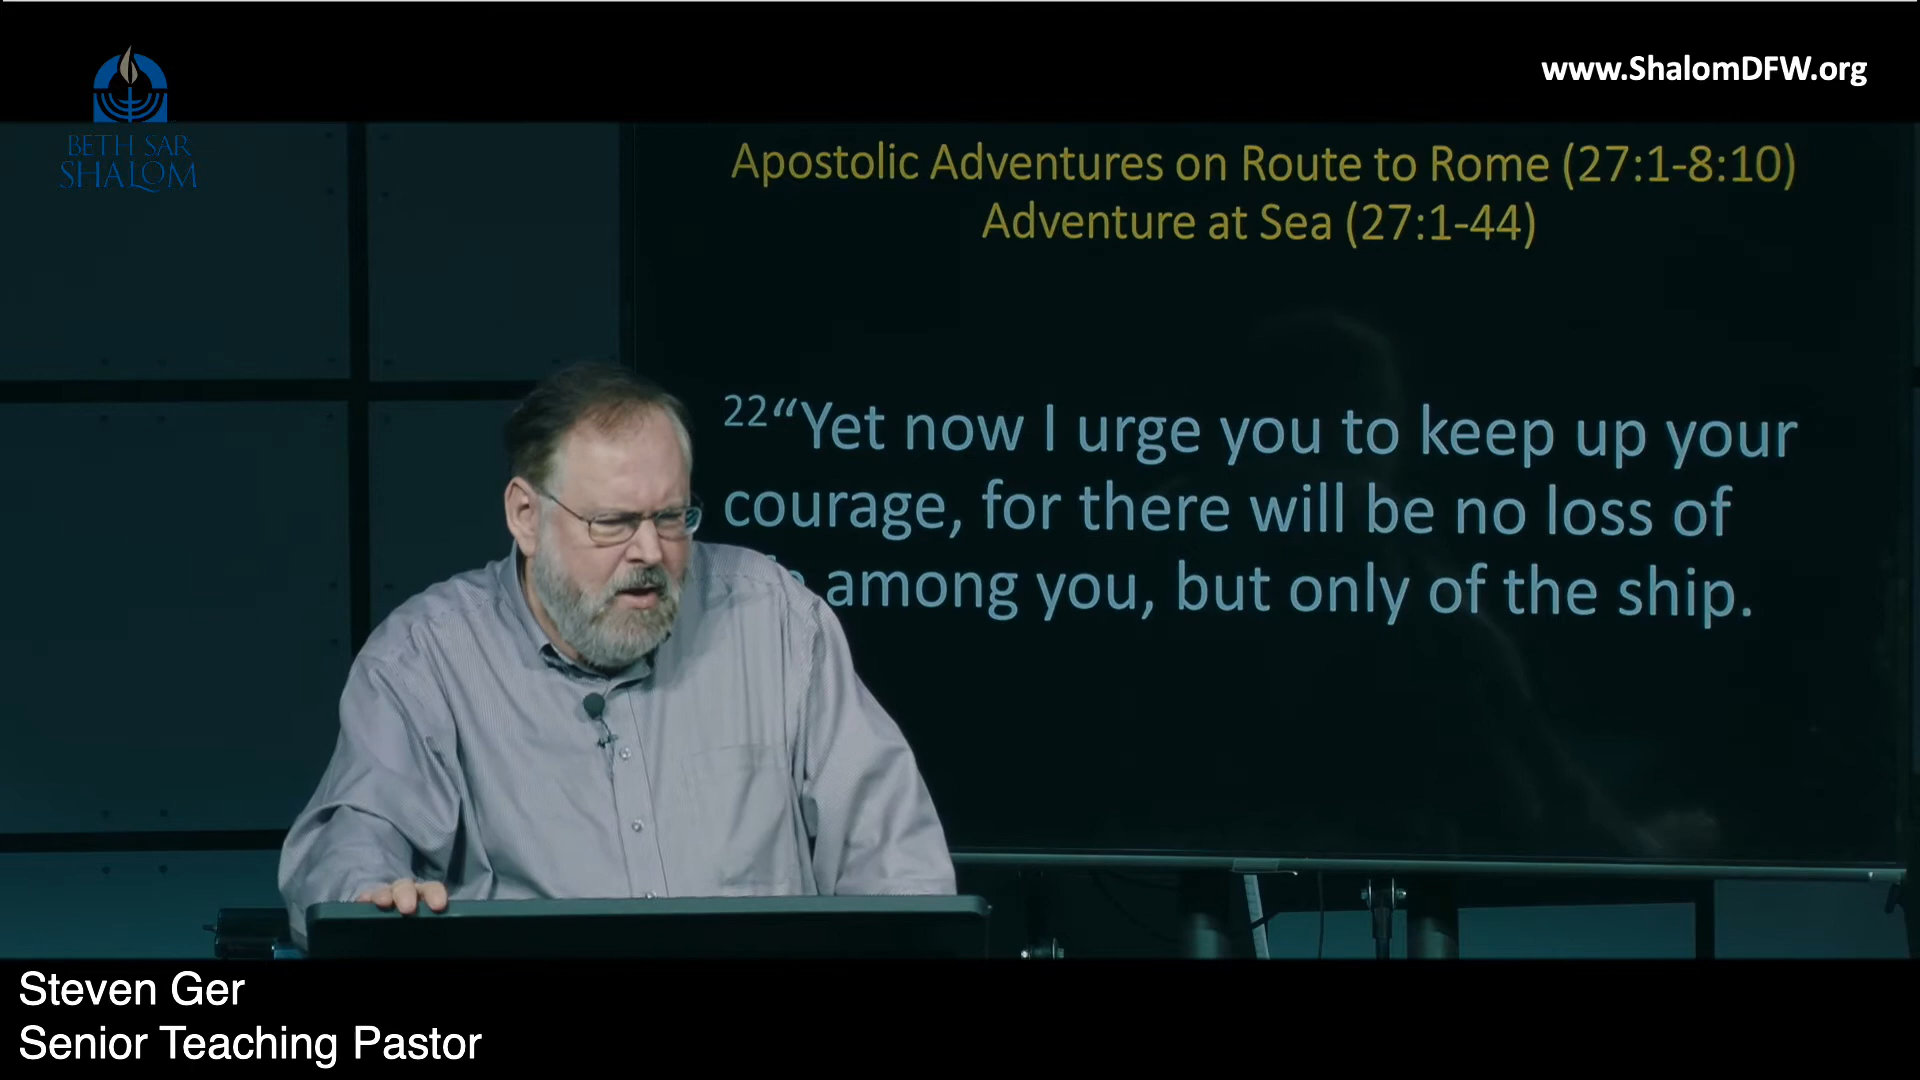 BETH SAR
SHALOM
www.ShalomDFW.org
Apostolic Adventures on Route to Rome (27:1-8:10)
Adventure at Sea (27:1-44)
22“Yet now I urge you to keep up your
courage, for there will be no loss of
among you, but only of the ship.
Steven Ger
Senior Teaching Pastor